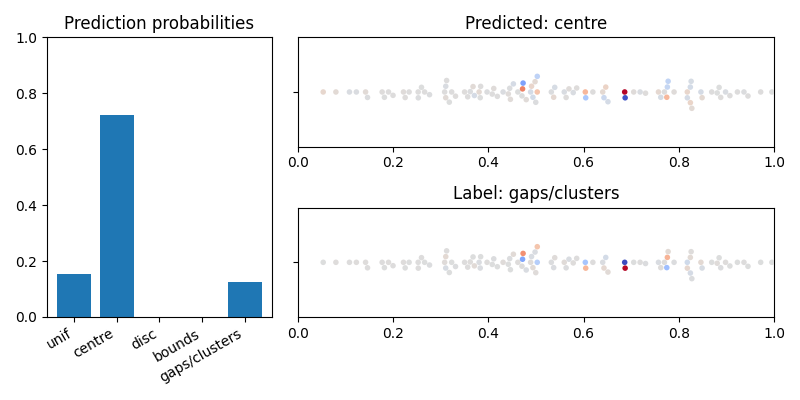 Prediction probabilities
1.0
0.8
0.6
0.4
0.2
0.0
unif
centre
disc
bounds
gaps/clusters
Predicted: centre
0.0 0.2 0.4 0.6 0.8 1.0
Label: gaps/clusters
0.0 0.2 0.4 0.6 0.8 1.0